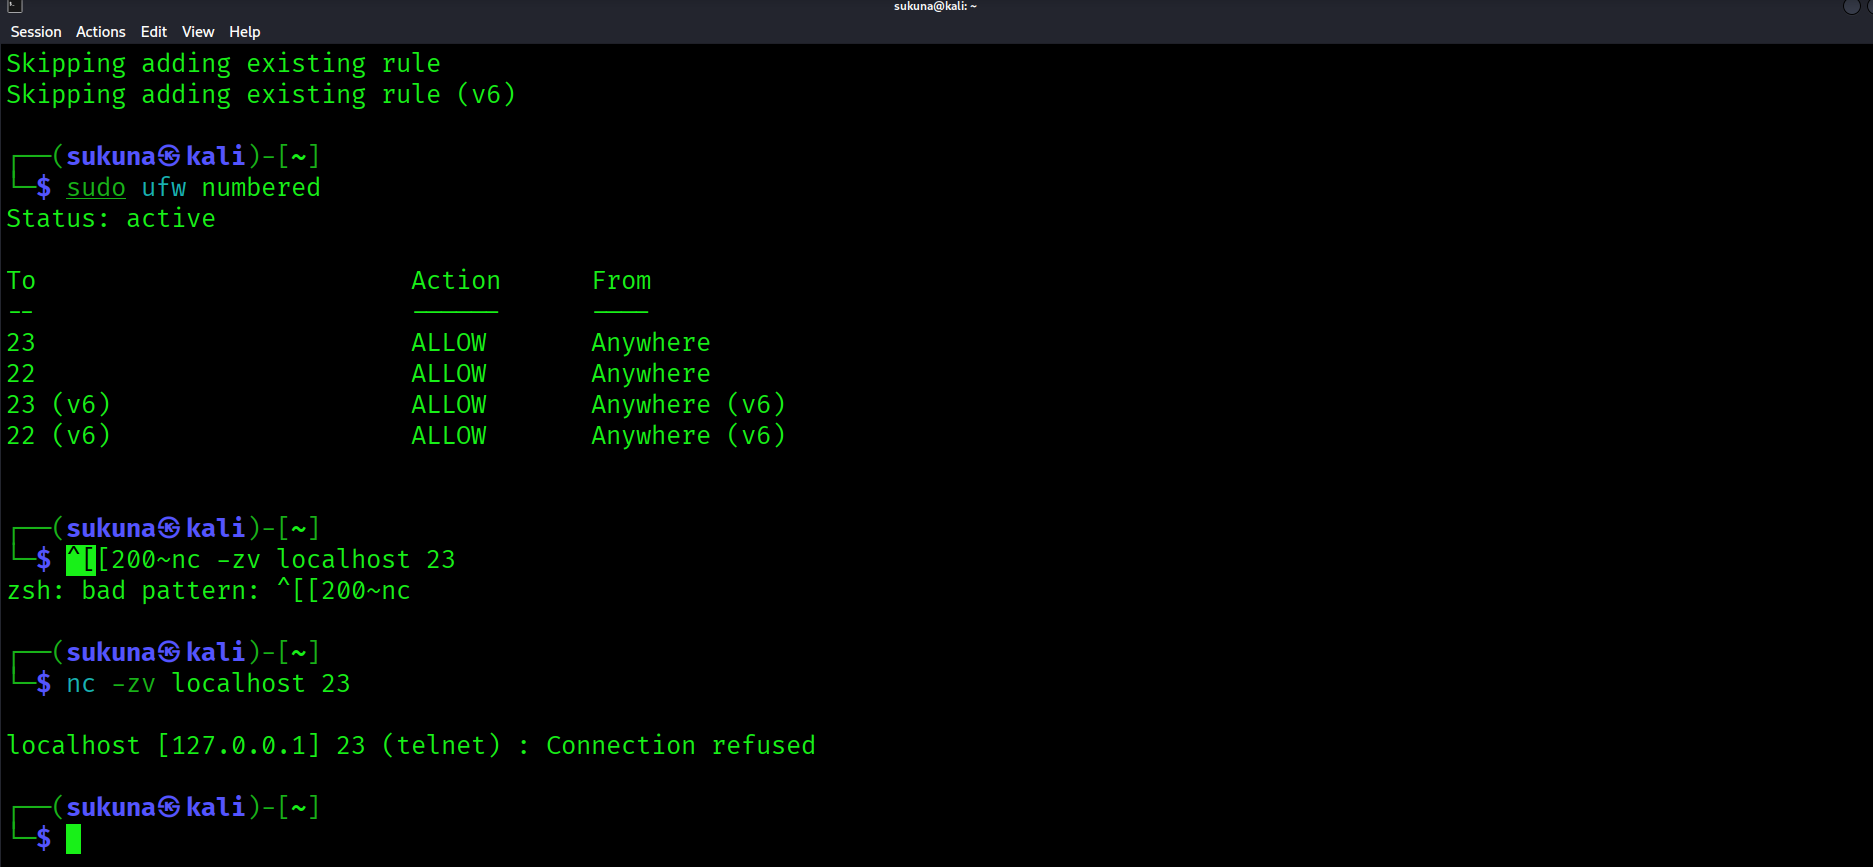 sukuna@kali: ~
Session Actions Edit View Help
Skipping adding existing rule
Skipping adding existing rule (v6)
┌──(sukuna㉿kali)-[~]
└─$ sudo ufw numbered
Status: active
To Action From
-- ------ ----
23 ALLOW Anywhere
22 ALLOW Anywhere
23 (v6) ALLOW Anywhere (v6)
22 (v6) ALLOW Anywhere (v6)
┌──(sukuna㉿kali)-[~]
└─$ ^[[200~nc -zv localhost 23
zsh: bad pattern: ^[[200~nc
┌──(sukuna㉿kali)-[~]
└─$ nc -zv localhost 23
localhost [127.0.0.1] 23 (telnet) : Connection refused
┌──(sukuna㉿kali)-[~]
└─$